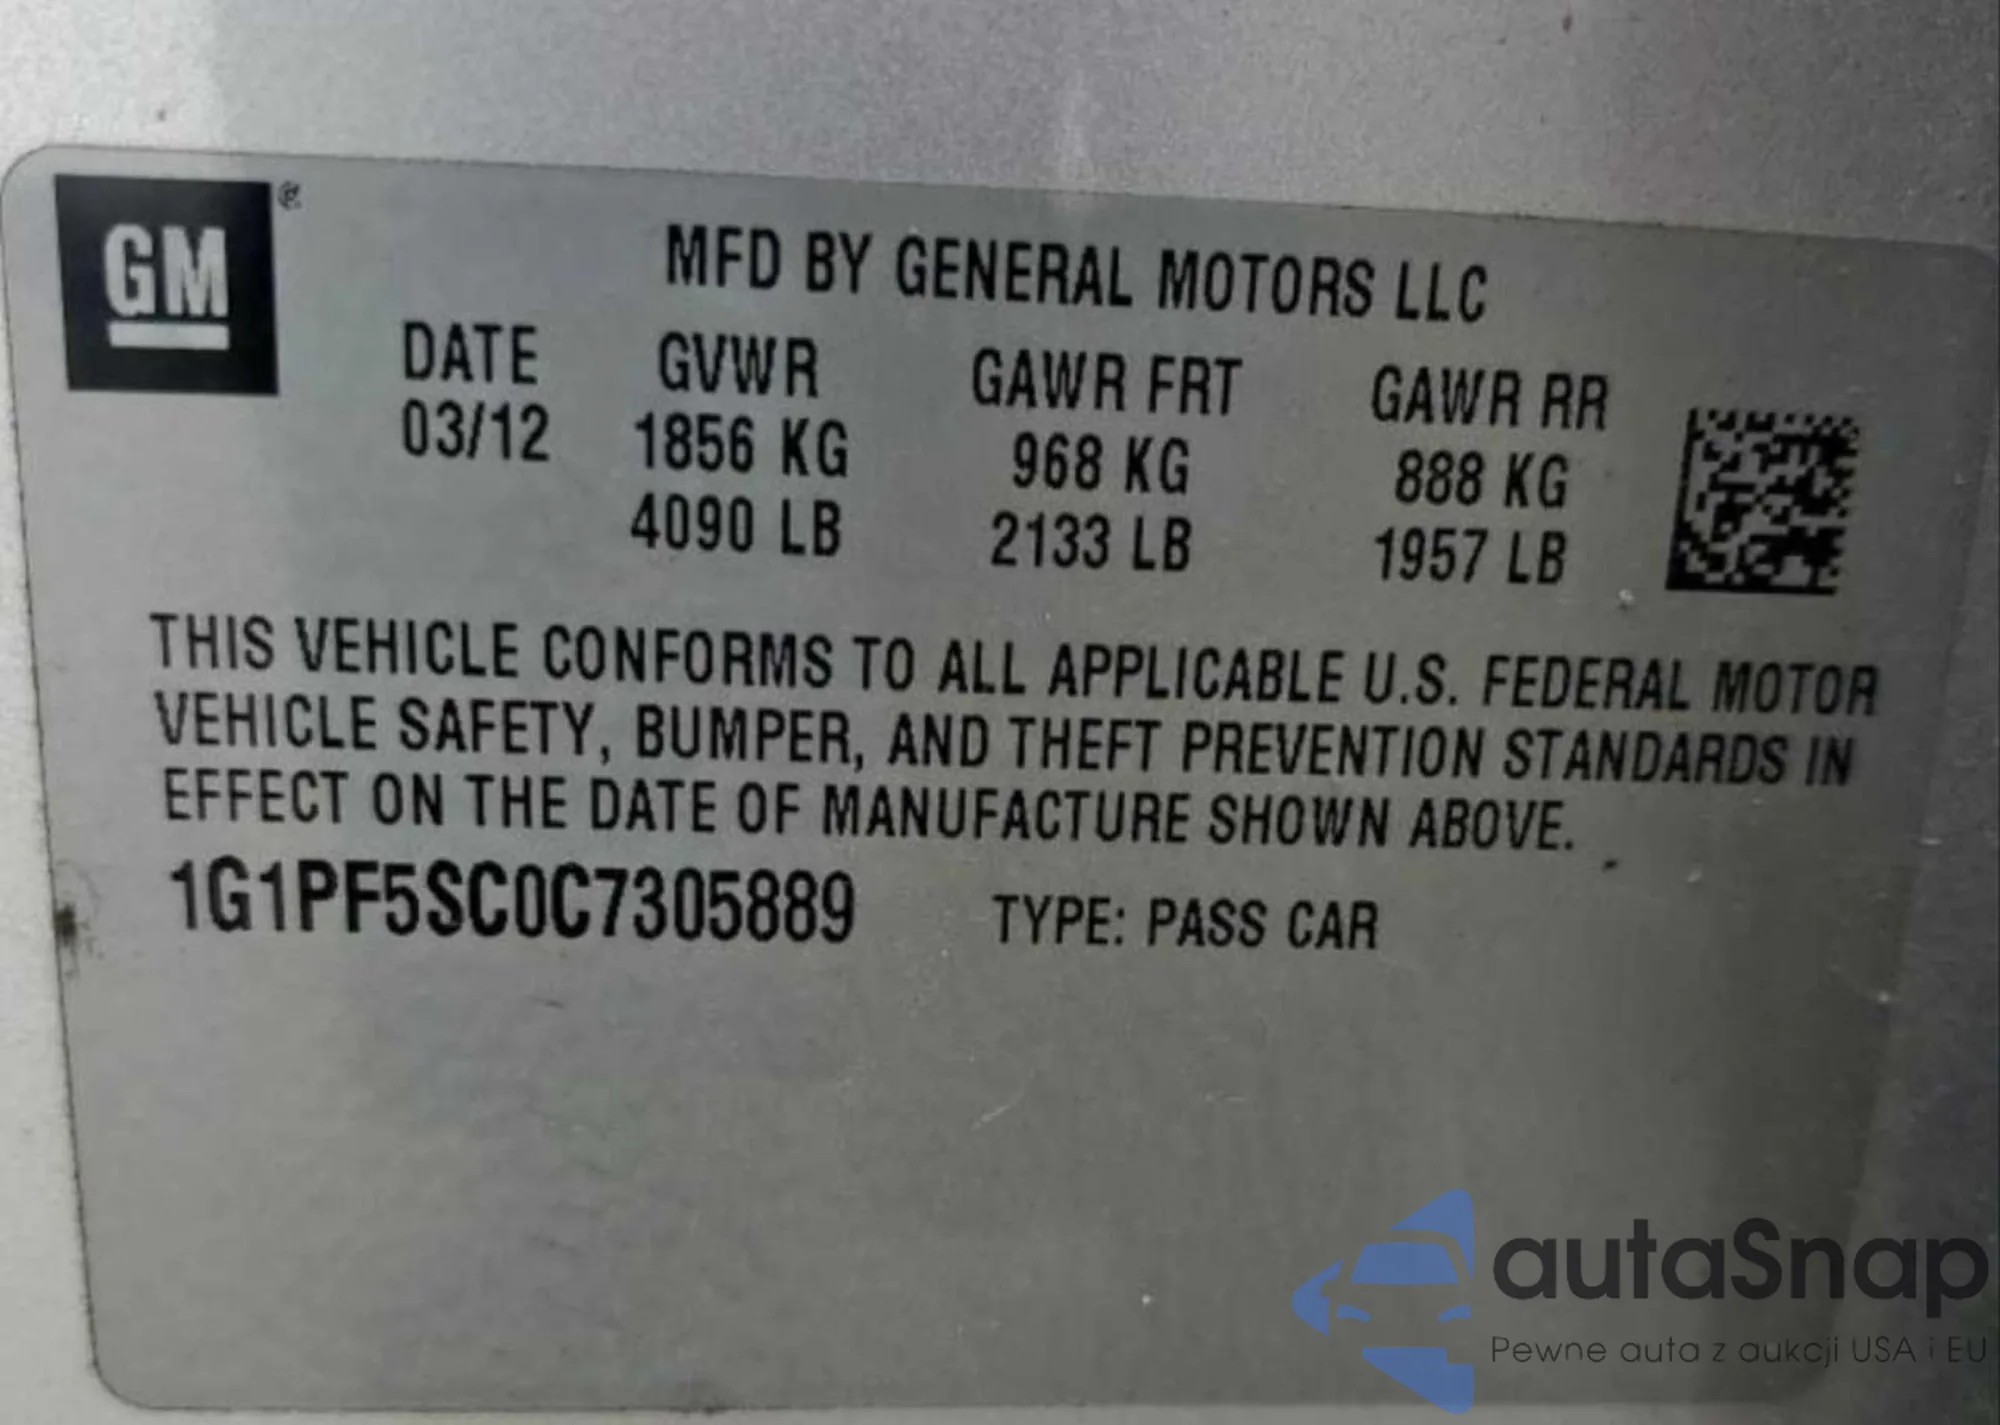 GM
MFD BY GENERAL MOTORS LLC
DATE GVWR GAWR FRT GAWR RR
03/12 1856 KG 968 KG 888 KG
4090 LB 2133 LB 1957 LB
THIS VEHICLE CONFORMS TO ALL APPLICABLE U.S. FEDERAL MOTOR
VEHICLE SAFETY, BUMPER, AND THEFT PREVENTION STANDARDS IN
EFFECT ON THE DATE OF MANUFACTURE SHOWN ABOVE.
1G1PF5SC0C7305889 TYPE: PASS CAR
autaSnap
Pewne auta z aukcji USA i EU